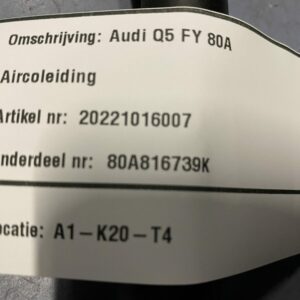 Omschrijving: Audi Q5 FY 80A
Aircoleiding
Artikel nr: 20221016007
nderdeel nr: 80A816739K
ocatie: A1-K20-T4